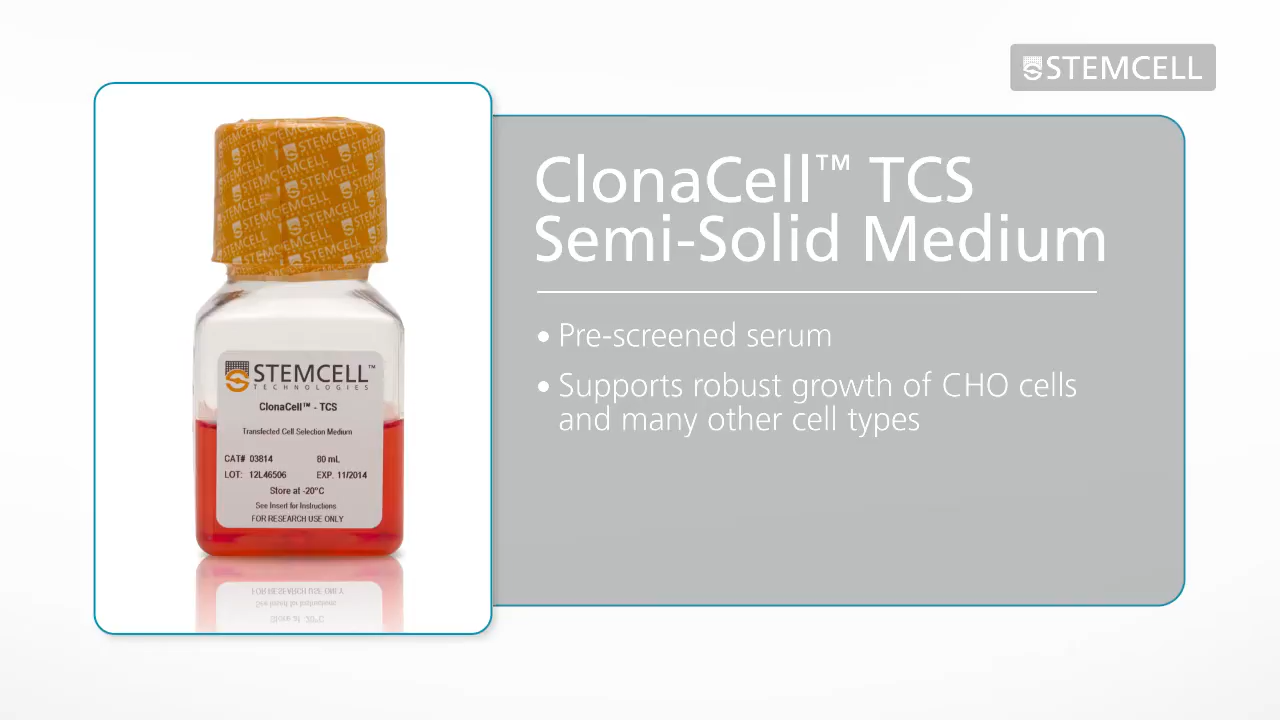 STEMCELL
ClonaCell™ TCS
Semi-Solid Medium
• Pre-screened serum
• Supports robust growth of CHO cells
and many other cell types
STEMCELL
STEMCELL™
TECHNOLOGIES
ClonaCell™ - TCS
Transfected Cell Selection Medium
CAT# 03814 80 mL
LOT: 12L46506 EXP. 11/2014
Store at -20°C
See Insert for Instructions
FOR RESEARCH USE ONLY